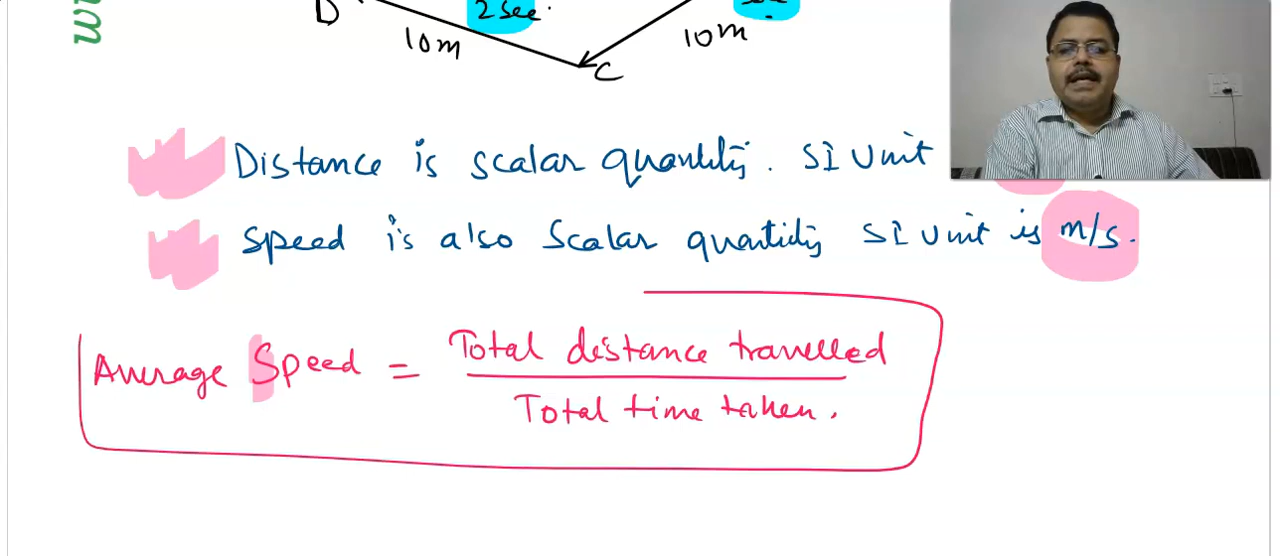 D
2 See.
10m
10m
C
Distance is scalar quantity. SI Unit
Speed is also Scalar quantity SI unit is m/s.
Average Speed = Total distance travelled
Total time taken.